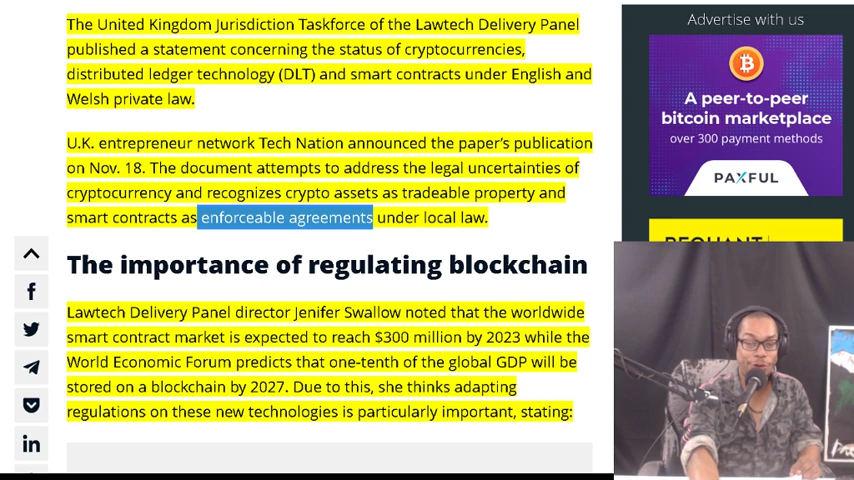 The United Kingdom Jurisdiction Taskforce of the Lawtech Delivery Panel
published a statement concerning the status of cryptocurrencies,
distributed ledger technology (DLT) and smart contracts under English and
Welsh private law.
U.K. entrepreneur network Tech Nation announced the paper's publication
on Nov. 18. The document attempts to address the legal uncertainties of
cryptocurrency and recognizes crypto assets as tradeable property and
smart contracts as enforceable agreements under local law.
The importance of regulating blockchain
Lawtech Delivery Panel director Jenifer Swallow noted that the worldwide
smart contract market is expected to reach $300 million by 2023 while the
World Economic Forum predicts that one-tenth of the global GDP will be
stored on a blockchain by 2027. Due to this, she thinks adapting
regulations on these new technologies is particularly important, stating:
Advertise with us
A peer-to-peer
bitcoin marketplace
over 300 payment methods
PAXFUL